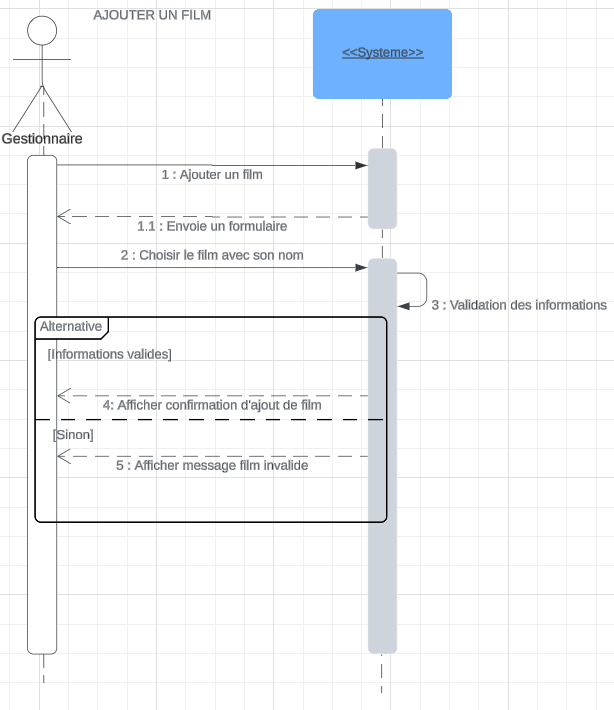 AJOUTER UN FILM
<<Systeme>>
Gestionnaire
1 : Ajouter un film
1.1 : Envoie un formulaire
2 : Choisir le film avec son nom
3 : Validation des informations
Alternative
[Informations valides]
4: Afficher confirmation d'ajout de film
[Sinon]
5 : Afficher message film invalide